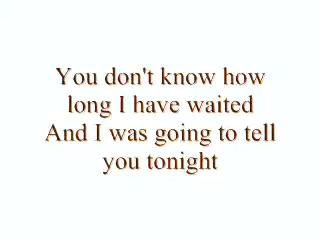 You don't know how
long I have waited
And I was going to tell
you tonight